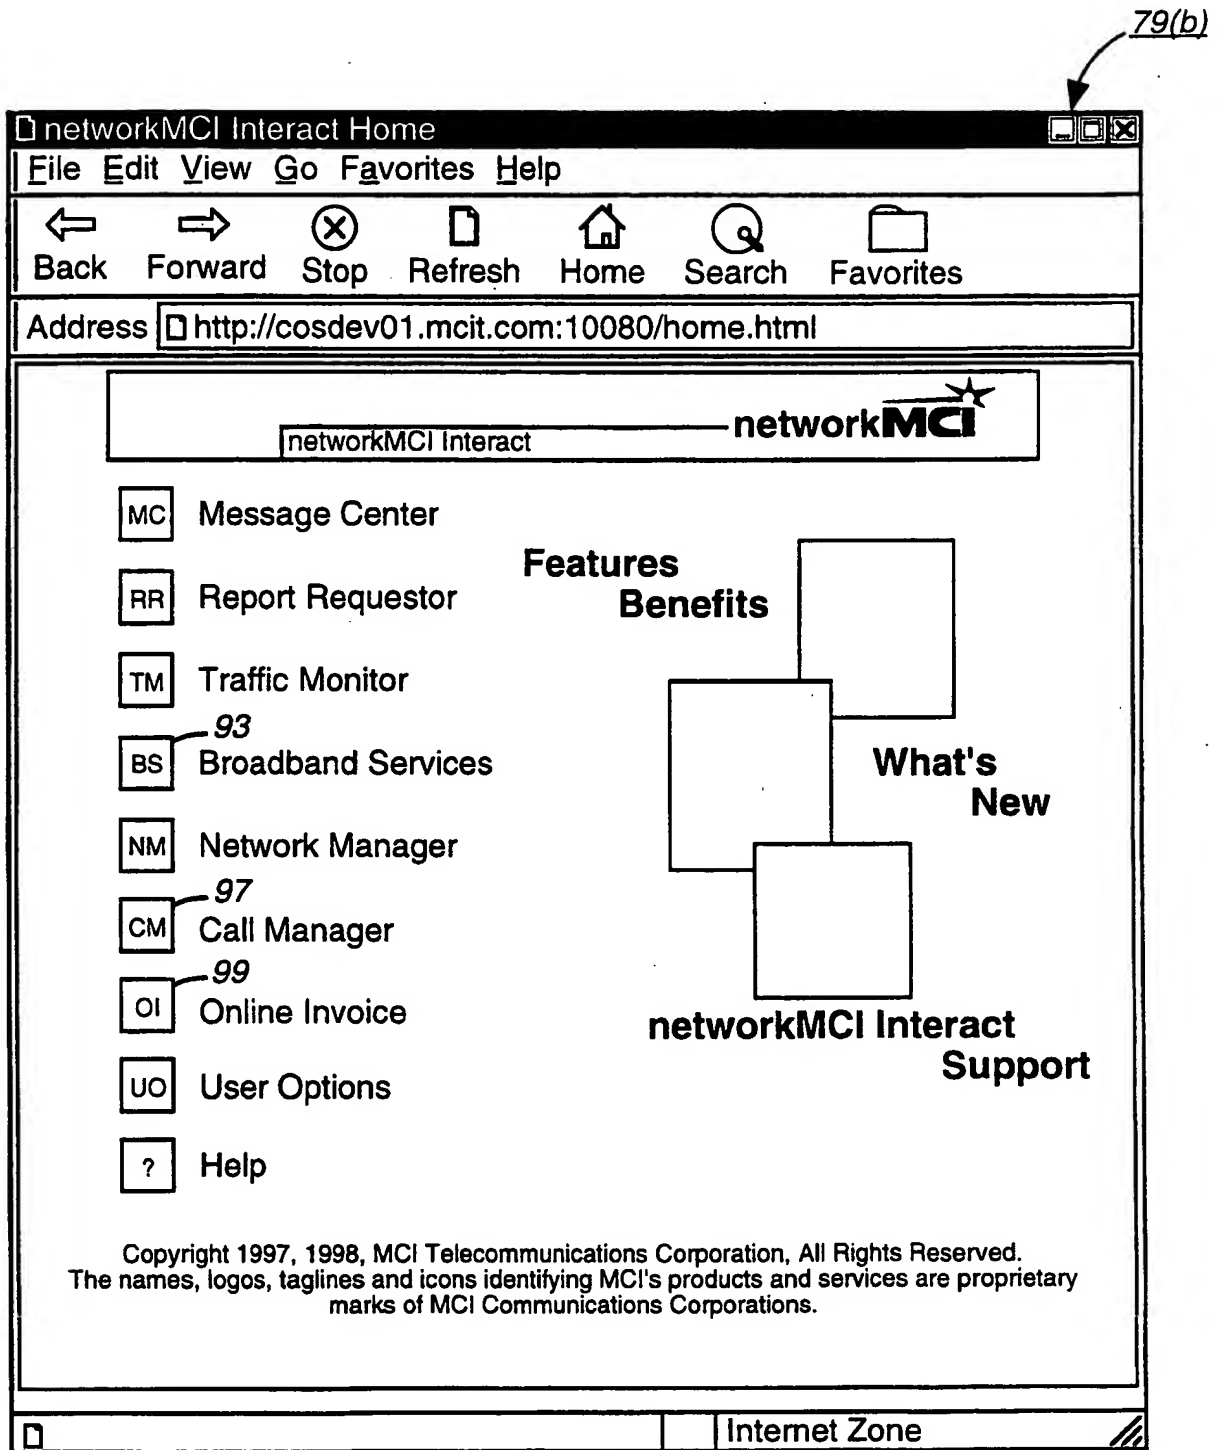 79(b)
networkMCI Interact Home
File Edit View Go Favorites Help
Back Forward Stop Refresh Home Search Favorites
Address http://cosdev01.mcit.com:10080/home.html
networkMCI
networkMCI Interact
MC Message Center
Features
Benefits
RR Report Requestor
TM Traffic Monitor
93
BS Broadband Services
What's
New
NM Network Manager
97
CM Call Manager
99
OI Online Invoice
networkMCI Interact
Support
UO User Options
? Help
Copyright 1997, 1998, MCI Telecommunications Corporation, All Rights Reserved.
The names, logos, taglines and icons identifying MCI's products and services are proprietary
marks of MCI Communications Corporations.
Internet Zone